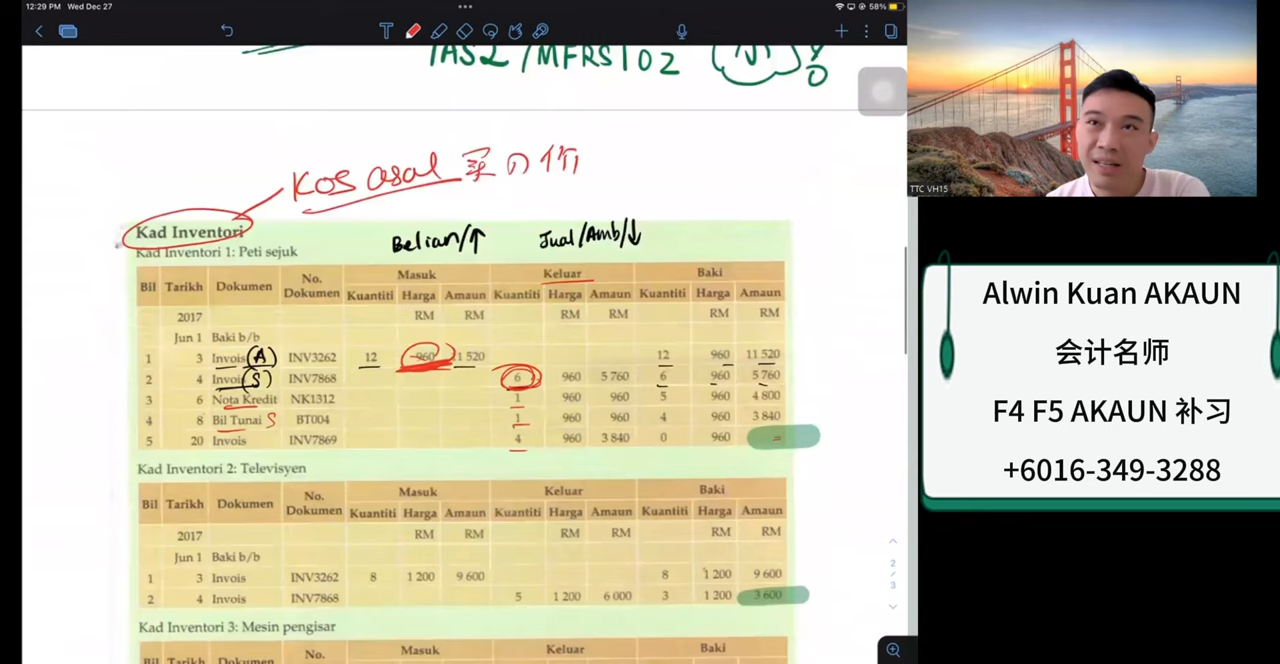 12:29 PM Wed Dec 27
58%
IAS2/MFRS102
Kos asal 买的价
Kad Inventori
Belian/↑ Jual/Amb/↓
Kad Inventori 1: Peti sejuk
Bil Tarikh Dokumen No. Dokumen Masuk Keluar Baki
Kuantiti Harga Amaun Kuantiti Harga Amaun Kuantiti Harga Amaun
2017 RM RM RM RM RM RM
Jun 1 Baki b/b
1 3 Invois (A) INV3262 12 960 11 520 12 960 11 520
2 4 Invois (S) INV7868 6 960 5 760 6 960 5 760
3 6 Nota Kredit NK1312 1 960 960 5 960 4 800
4 8 Bil Tunai S BT004 1 960 960 4 960 3 840
5 20 Invois INV7869 4 960 3 840 0 960 –
Kad Inventori 2: Televisyen
Bil Tarikh Dokumen No. Dokumen Masuk Keluar Baki
Kuantiti Harga Amaun Kuantiti Harga Amaun Kuantiti Harga Amaun
2017 RM RM RM RM RM RM
Jun 1 Baki b/b
1 3 Invois INV3262 8 1 200 9 600 8 1 200 9 600
2 4 Invois INV7868 5 1 200 6 000 3 1 200 3 600
Kad Inventori 3: Mesin pengisar
Bil Tarikh Dokumen No. Masuk Keluar Baki
2
/
3
TTC VH15
Alwin Kuan AKAUN
会计名师
F4 F5 AKAUN 补习
+6016-349-3288